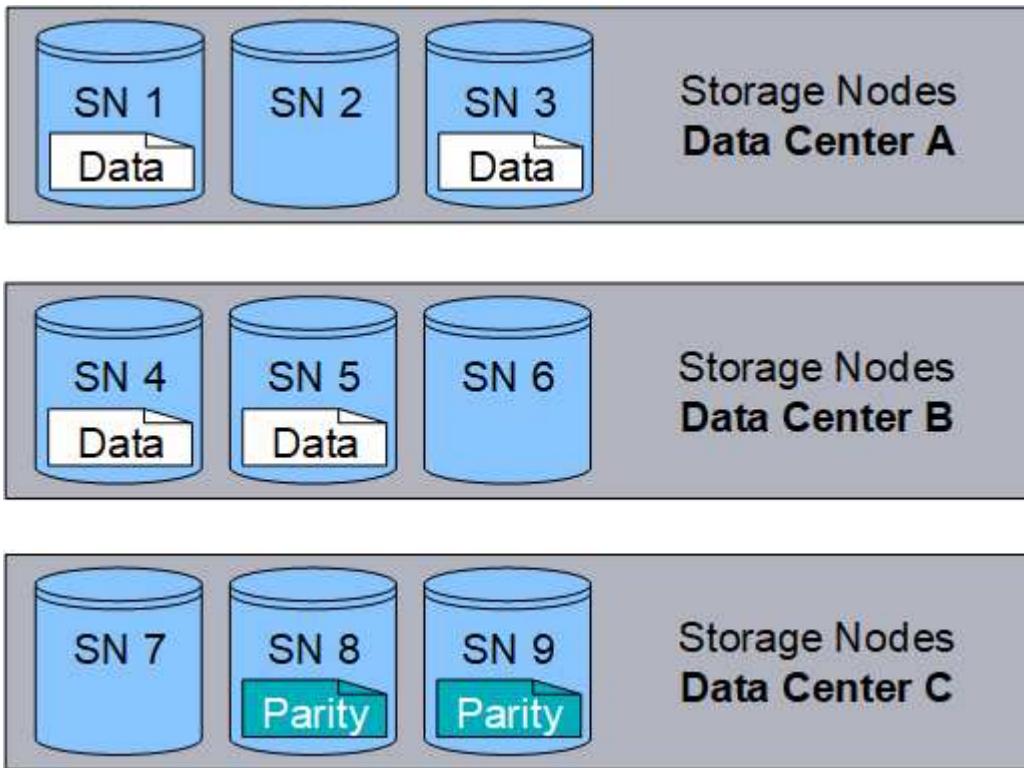 SN 1
SN 2
SN 3
Data
Data
Storage Nodes
Data Center A
SN 4
SN 5
SN 6
Data
Data
Storage Nodes
Data Center B
SN 7
SN 8
SN 9
Parity
Parity
Storage Nodes
Data Center C